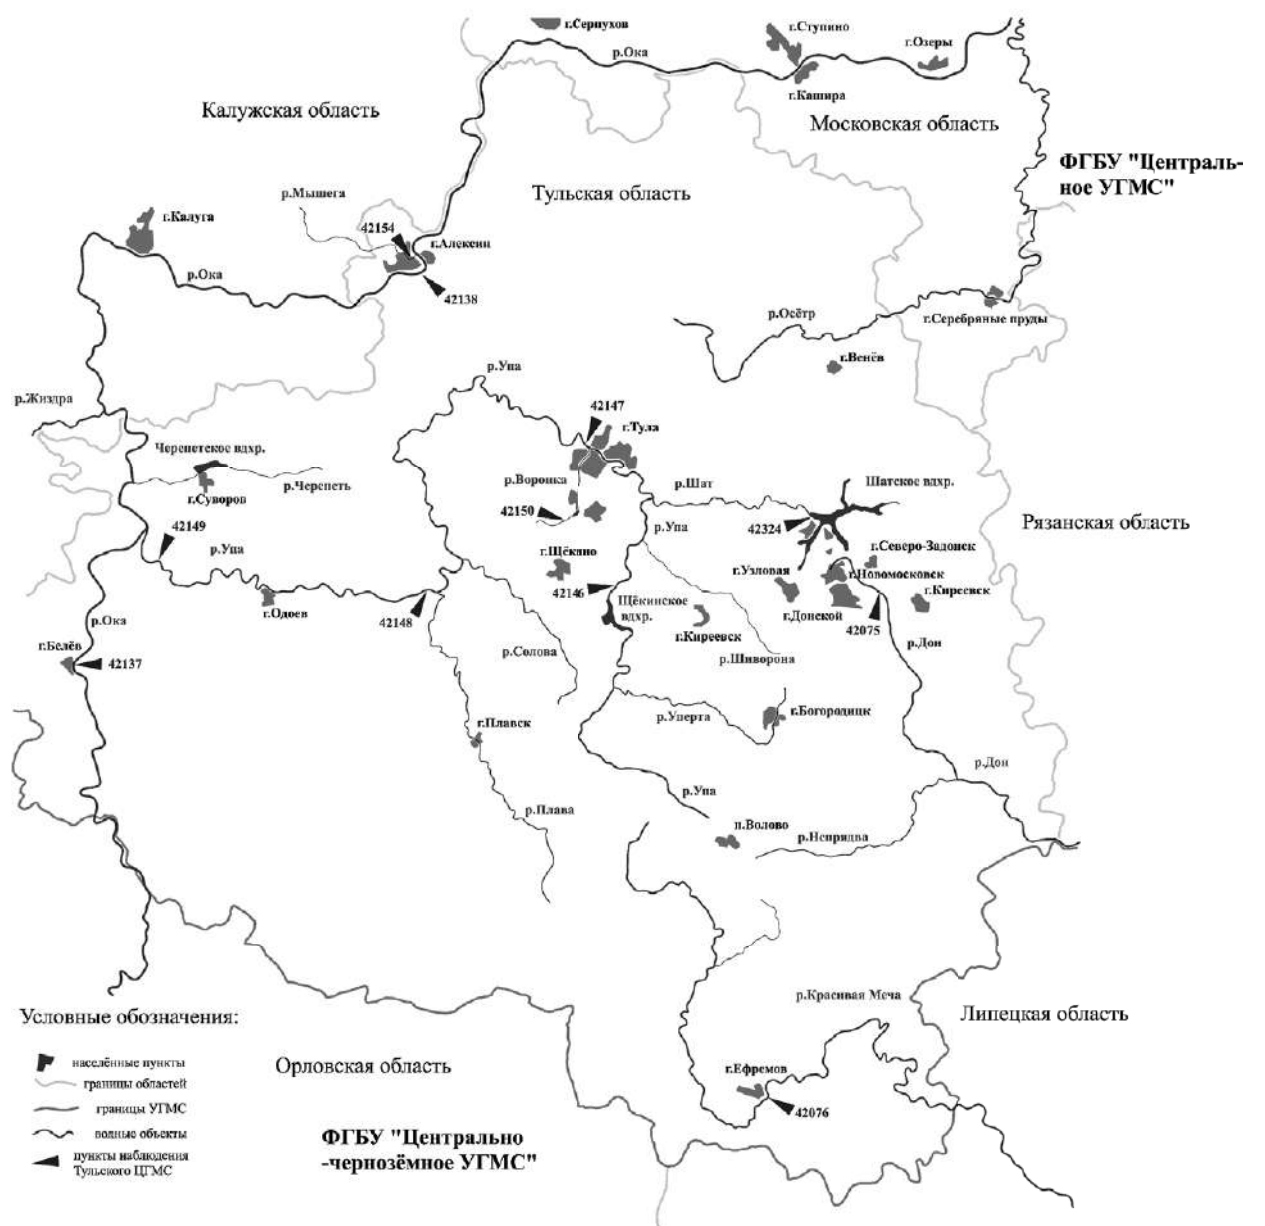 г.Серпухов
г.Ступино
г.Озеры
р.Ока
г.Кашира
Калужская область
Московская область
ФГБУ "Централь-
ное УГМС"
р.Мышега
Тульская область
г.Калуга
42154
г.Алексин
р.Ока
42138
р.Осётр
г.Серебряные пруды
г.Венёв
р.Упа
р.Жиздра
42147
г.Тула
Черепетское вдхр.
р.Черепеть
г.Суворов
р.Воронка
р.Шат
Шатское вдхр.
42150
42149
р.Упа
42324
Рязанская область
р.Упа
г.Щёкино
г.Северо-Задонск
г.Узловая
г.Новомосковск
42146
Щёкинское
вдхр.
г.Киреевск
г.Одоев
42148
г.Донской
42075
р.Ока
г.Киреевск
р.Дон
г.Белёв
42137
р.Солова
р.Шиворона
р.Уперта
г.Богородицк
г.Плавск
р.Дон
р.Упа
р.Плава
п.Волово
р.Непрядва
р.Красивая Меча
Липецкая область
Условные обозначения:
населённые пункты
границы областей
границы УГМС
водные объекты
пункты наблюдения
Тульского ЦГМС
Орловская область
г.Ефремов
42076
ФГБУ "Центрально
-чернозёмное УГМС"